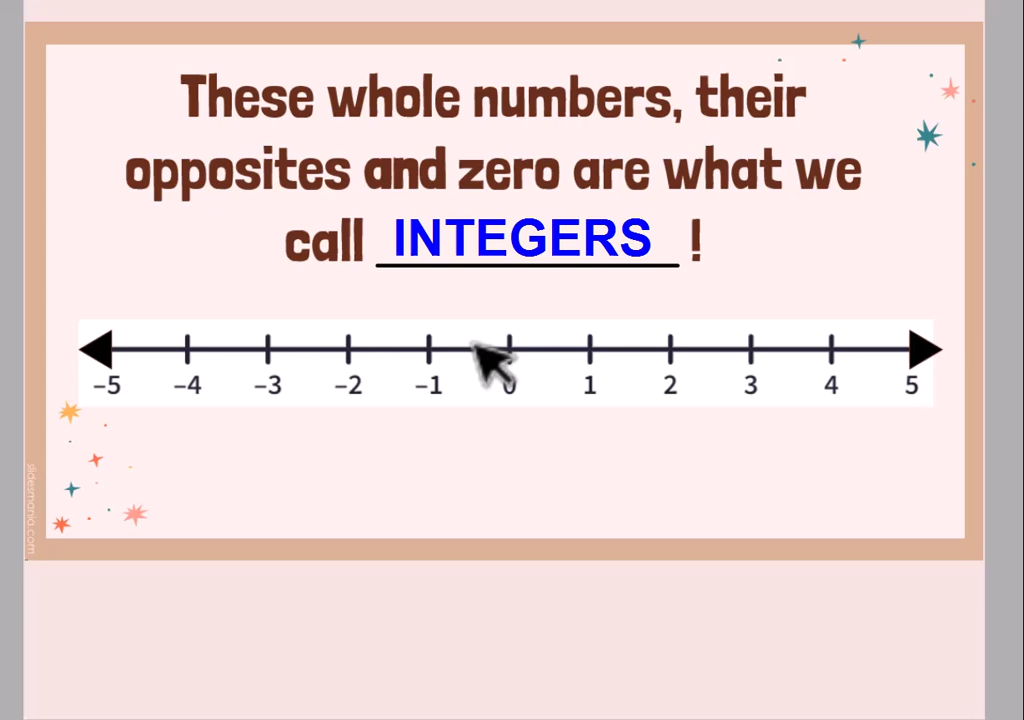 These whole numbers, their
opposites and zero are what we
call INTEGERS !
–5 –4 –3 –2 –1 0 1 2 3 4 5
slidesmania.com